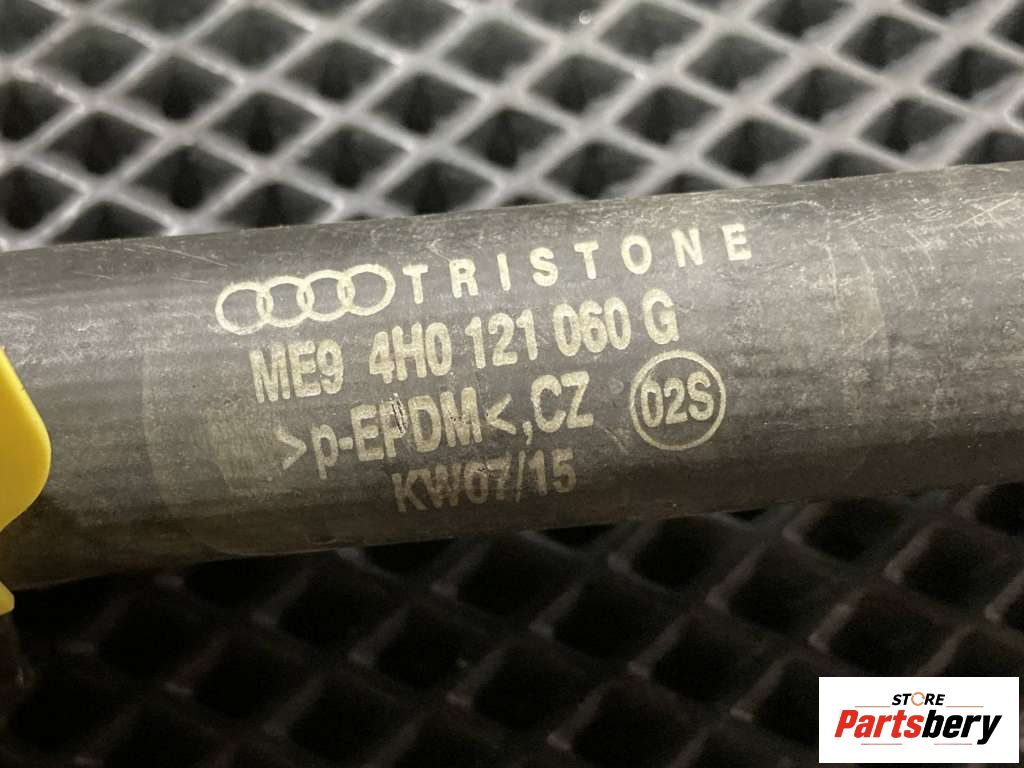 TRISTONE
ME9 4H0 121 060 G
>p-EPDM<,CZ 02S
KW07/15
STORE
Partsbery